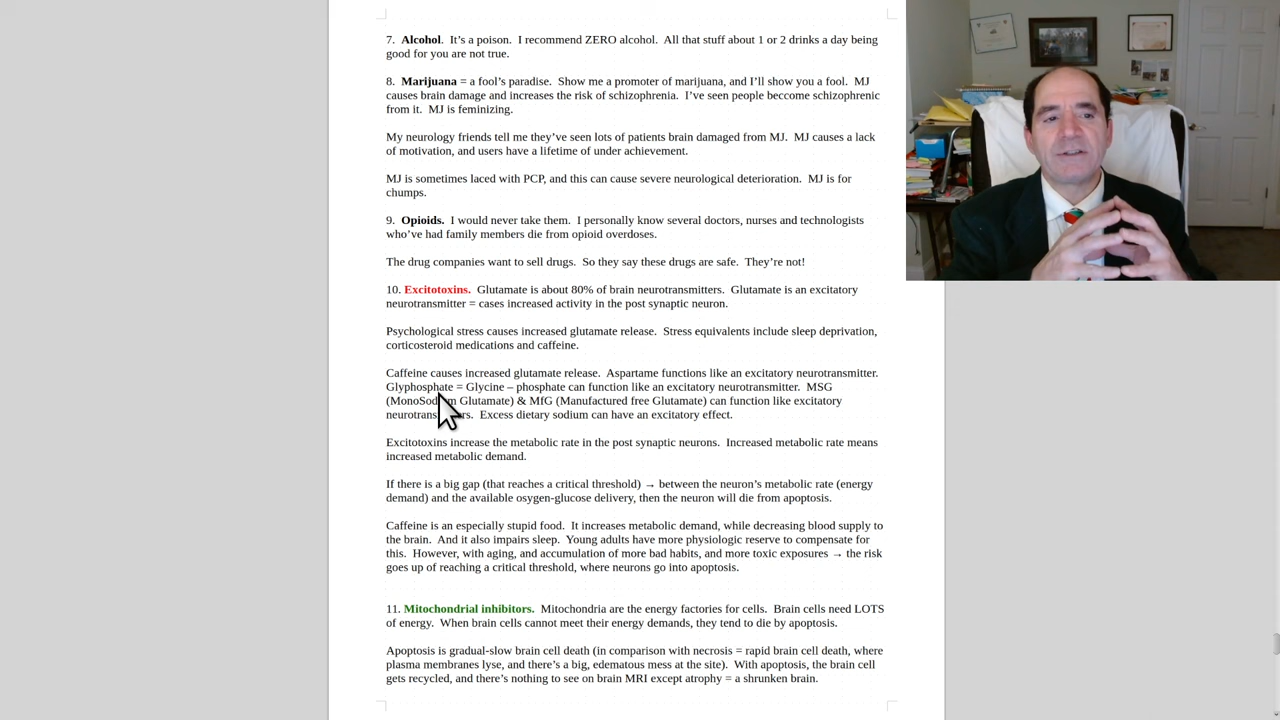 7.  Alcohol.  It's a poison.  I recommend ZERO alcohol.  All that stuff about 1 or 2 drinks a day being
good for you are not true.
8.  Marijuana = a fool's paradise.  Show me a promoter of marijuana, and I'll show you a fool.  MJ
causes brain damage and increases the risk of schizophrenia.  I've seen people beccome schizophrenic
from it.  MJ is feminizing.
My neurology friends tell me they've seen lots of patients brain damaged from MJ.  MJ causes a lack
of motivation, and users have a lifetime of under achievement.
MJ is sometimes laced with PCP, and this can cause severe neurological deterioration.  MJ is for
chumps.
9.  Opioids.  I would never take them.  I personally know several doctors, nurses and technologists
who've had family members die from opioid overdoses.
The drug companies want to sell drugs.  So they say these drugs are safe.  They're not!
10. Excitotoxins.  Glutamate is about 80% of brain neurotransmitters.  Glutamate is an excitatory
neurotransmitter = cases increased activity in the post synaptic neuron.
Psychological stress causes increased glutamate release.  Stress equivalents include sleep deprivation,
corticosteroid medications and caffeine.
Caffeine causes increased glutamate release.  Aspartame functions like an excitatory neurotransmitter.
Glyphosphate = Glycine – phosphate can function like an excitatory neurotransmitter.  MSG
(MonoSodium Glutamate) & MfG (Manufactured free Glutamate) can function like excitatory
neurotransmitters.  Excess dietary sodium can have an excitatory effect.
Excitotoxins increase the metabolic rate in the post synaptic neurons.  Increased metabolic rate means
increased metabolic demand.
If there is a big gap (that reaches a critical threshold) → between the neuron's metabolic rate (energy
demand) and the available osygen-glucose delivery, then the neuron will die from apoptosis.
Caffeine is an especially stupid food.  It increases metabolic demand, while decreasing blood supply to
the brain.  And it also impairs sleep.  Young adults have more physiologic reserve to compensate for
this.  However, with aging, and accumulation of more bad habits, and more toxic exposures → the risk
goes up of reaching a critical threshold, where neurons go into apoptosis.
11. Mitochondrial inhibitors.  Mitochondria are the energy factories for cells.  Brain cells need LOTS
of energy.  When brain cells cannot meet their energy demands, they tend to die by apoptosis.
Apoptosis is gradual-slow brain cell death (in comparison with necrosis = rapid brain cell death, where
plasma membranes lyse, and there's a big, edematous mess at the site).  With apoptosis, the brain cell
gets recycled, and there's nothing to see on brain MRI except atrophy = a shrunken brain.